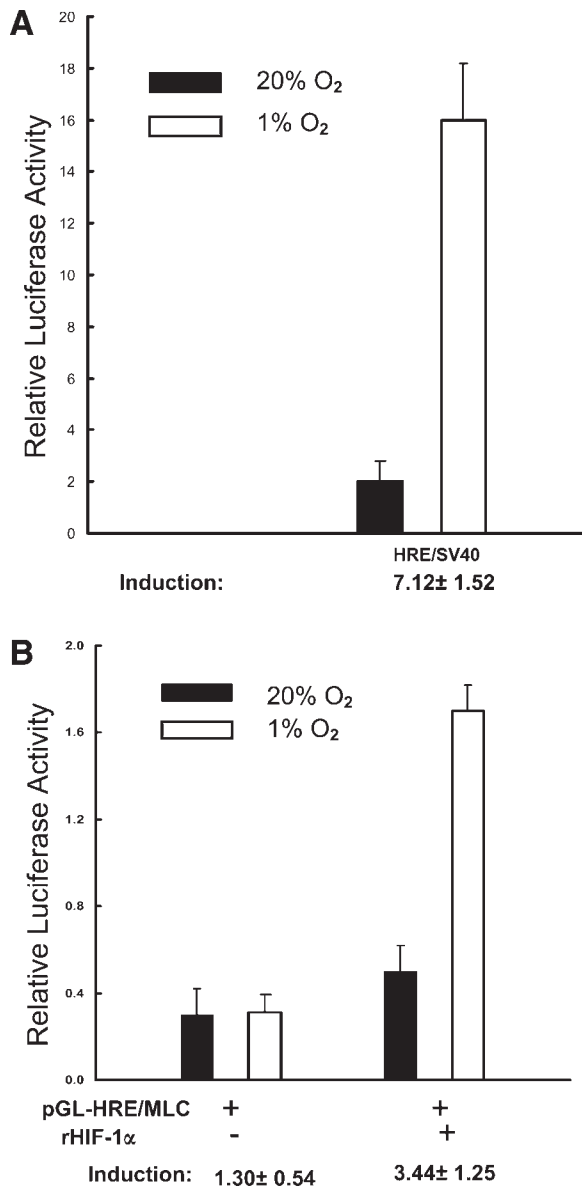 A
20
18
16
14
12
10
8
6
4
2
0
Relative Luciferase Activity
20% O₂
1% O₂
HRE/SV40
Induction: 7.12± 1.52
B
2.0
1.6
1.2
0.8
0.4
0.0
Relative Luciferase Activity
20% O₂
1% O₂
pGL-HRE/MLC + +
rHIF-1α - +
Induction: 1.30± 0.54 3.44± 1.25